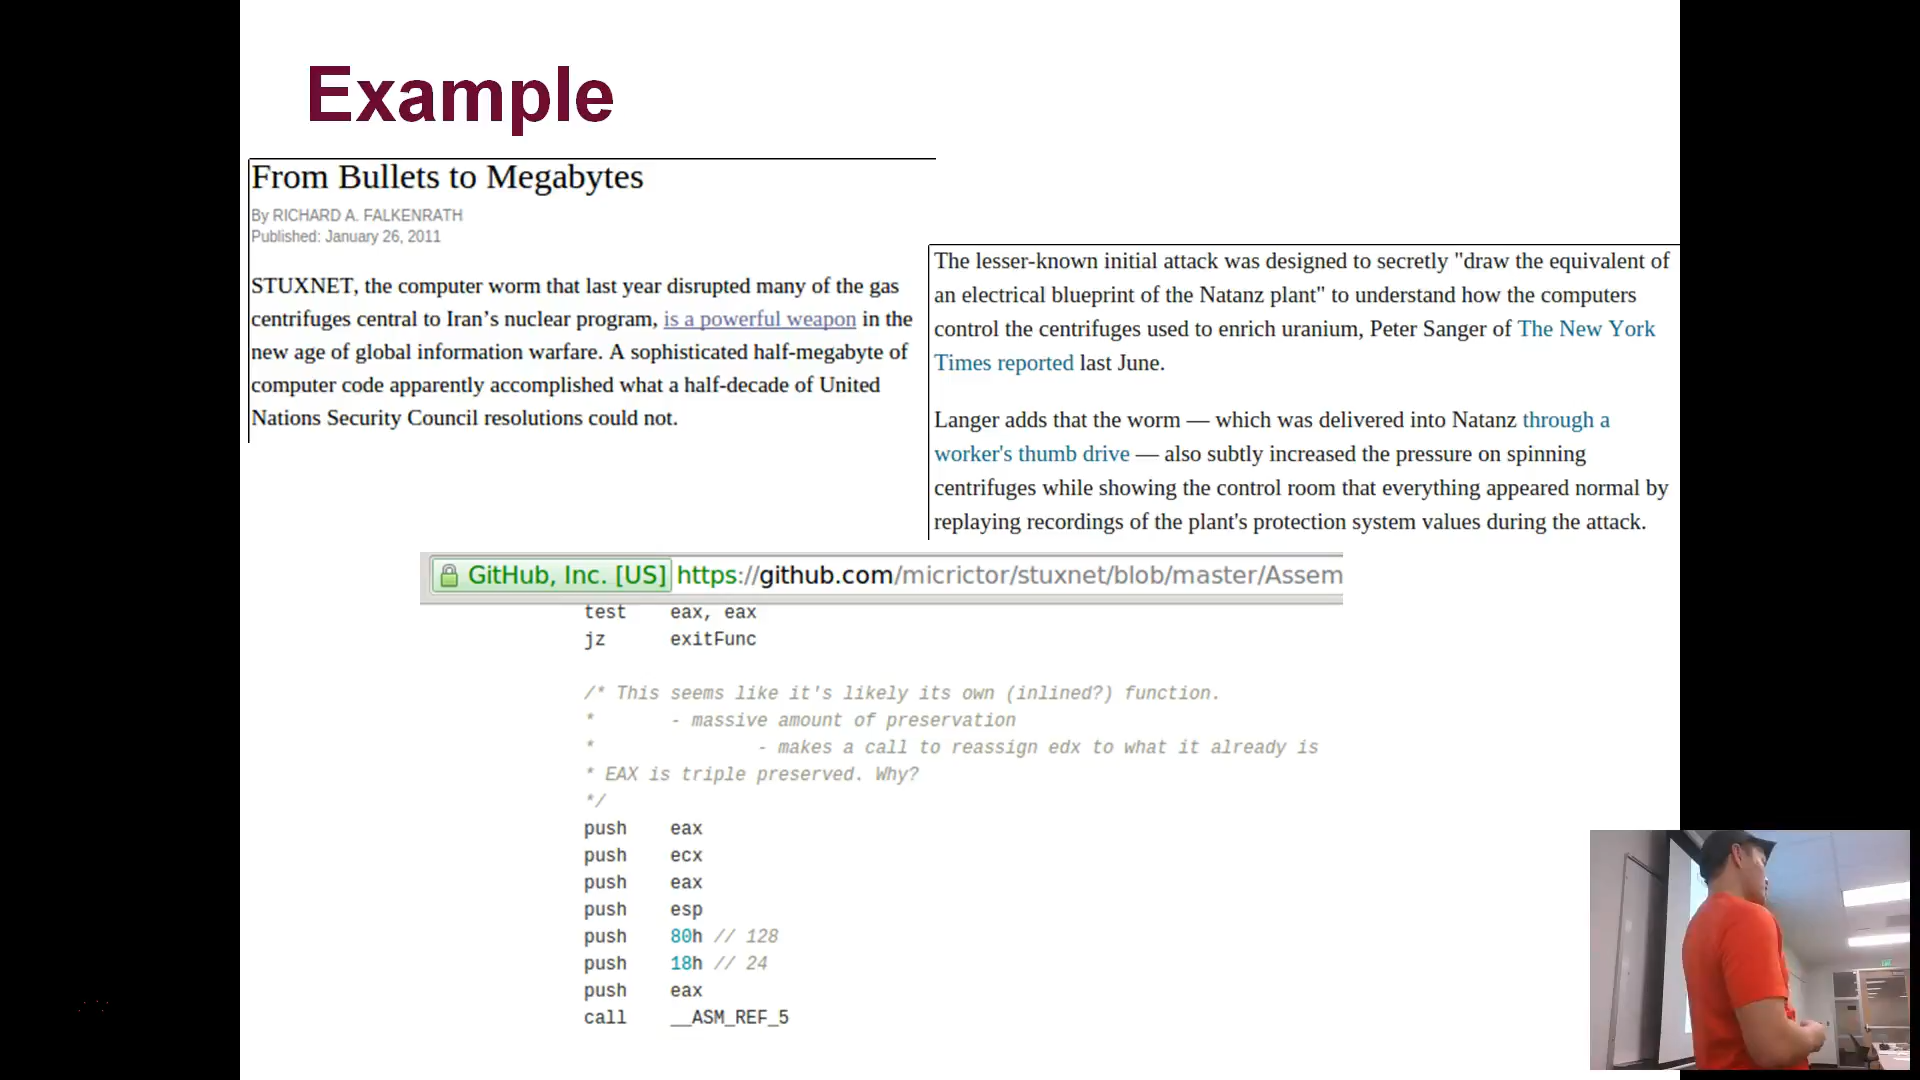 Example
From Bullets to Megabytes
By RICHARD A. FALKENRATH
Published: January 26, 2011
STUXNET, the computer worm that last year disrupted many of the gas
centrifuges central to Iran’s nuclear program, is a powerful weapon in the
new age of global information warfare. A sophisticated half-megabyte of
computer code apparently accomplished what a half-decade of United
Nations Security Council resolutions could not.
The lesser-known initial attack was designed to secretly "draw the equivalent of
an electrical blueprint of the Natanz plant" to understand how the computers
control the centrifuges used to enrich uranium, Peter Sanger of The New York
Times reported last June.
Langer adds that the worm — which was delivered into Natanz through a
worker's thumb drive — also subtly increased the pressure on spinning
centrifuges while showing the control room that everything appeared normal by
replaying recordings of the plant's protection system values during the attack.
GitHub, Inc. [US] https://github.com/micrictor/stuxnet/blob/master/Assem
test eax, eax
jz exitFunc
/* This seems like it's likely its own (inlined?) function.
* - massive amount of preservation
* - makes a call to reassign edx to what it already is
* EAX is triple preserved. Why?
*/
push eax
push ecx
push eax
push esp
push 80h // 128
push 18h // 24
push eax
call __ASM_REF_5